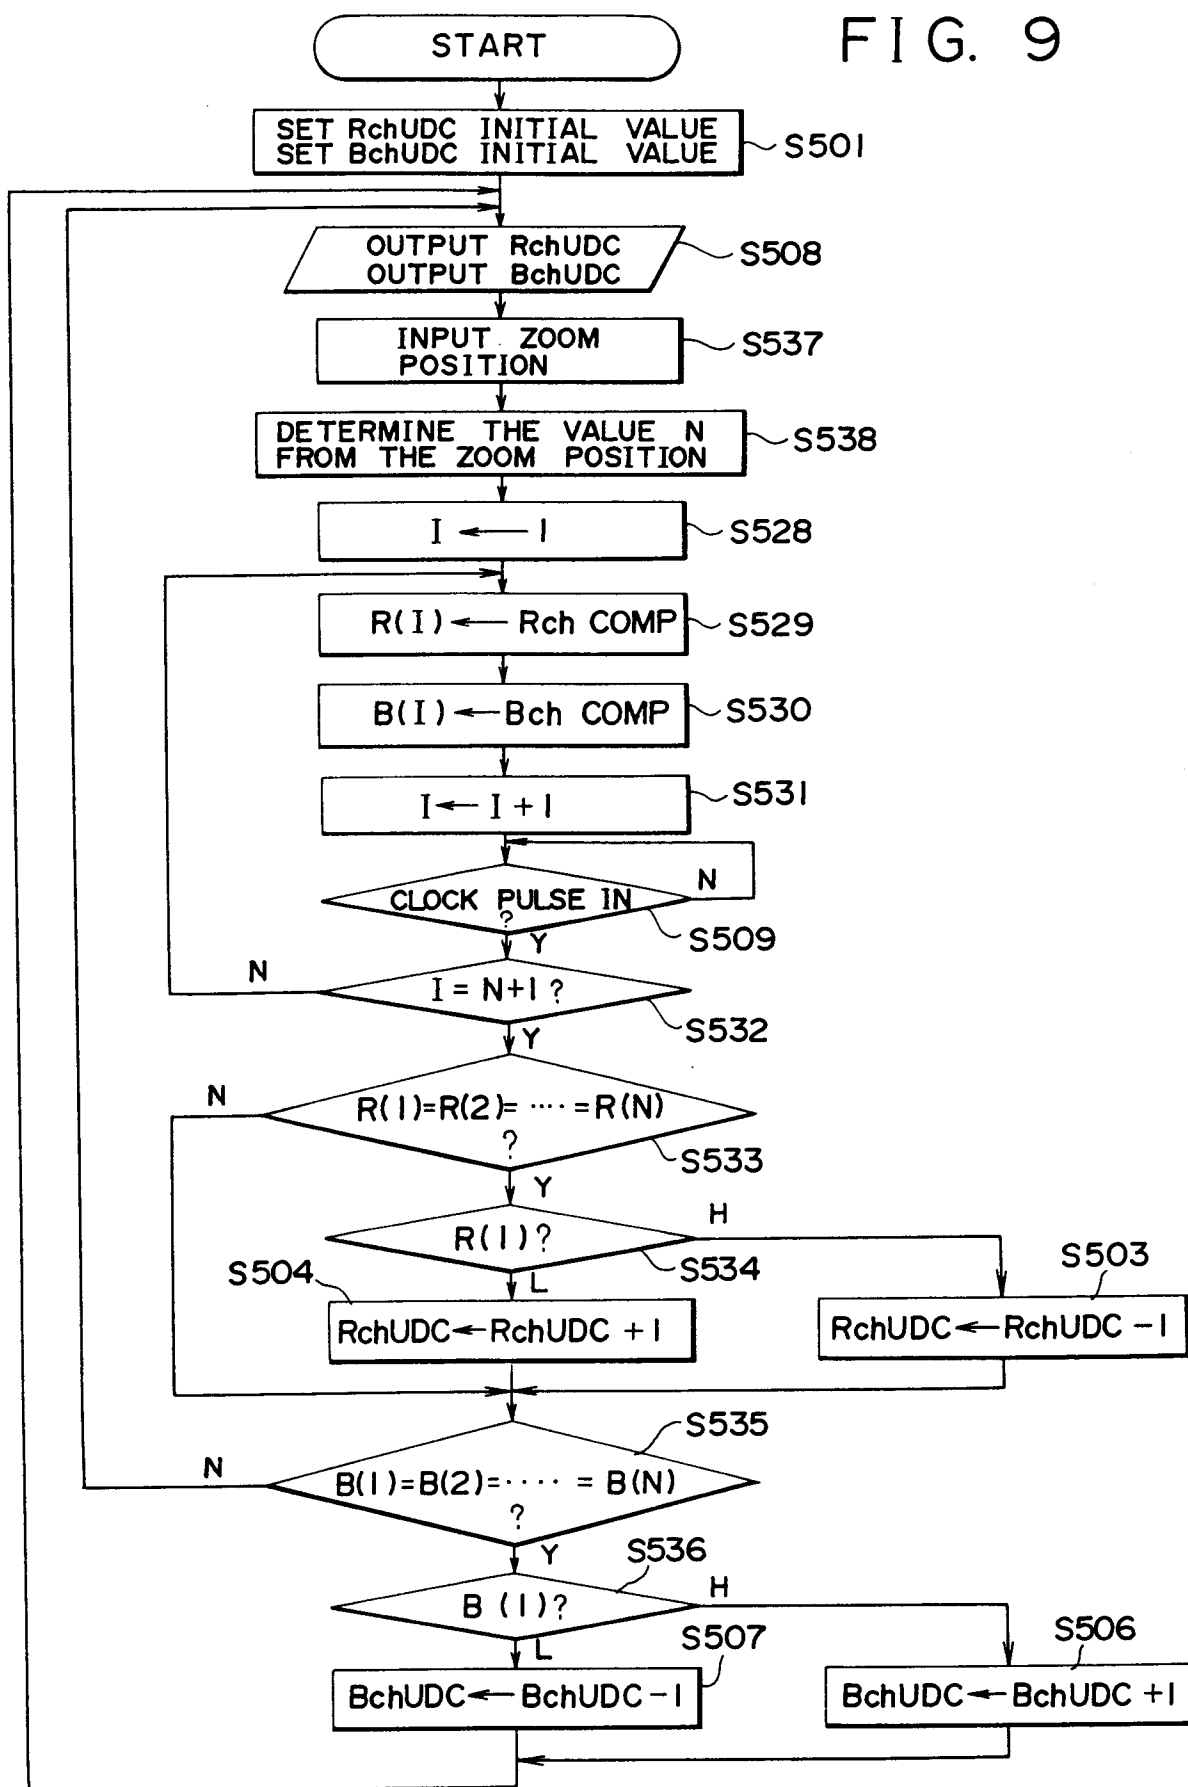 FIG. 9
START
SET RchUDC INITIAL VALUE
SET BchUDC INITIAL VALUE
S501
OUTPUT RchUDC
OUTPUT BchUDC
S508
INPUT ZOOM
POSITION
S537
DETERMINE THE VALUE N
FROM THE ZOOM POSITION
S538
I ← 1
S528
R(I) ← Rch COMP
S529
B(I) ← Bch COMP
S530
I ← I + 1
S531
CLOCK PULSE IN
?
N
S509
Y
I = N+1 ?
N
S532
Y
R(1)=R(2)= ···· =R(N)
?
N
S533
Y
R(1)?
H
S534
L
S504
RchUDC ← RchUDC + 1
S503
RchUDC ← RchUDC - 1
S535
B(1)=B(2)= ···· = B(N)
?
N
Y
S536
B (1)?
H
L
S507
BchUDC ← BchUDC - 1
S506
BchUDC ← BchUDC + 1